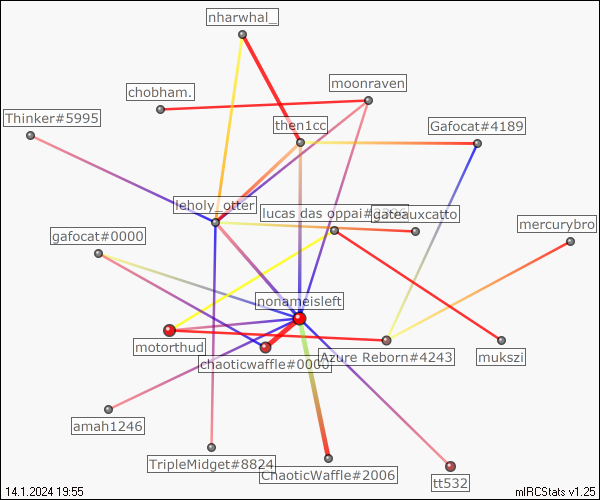 nharwhal_
moonraven
chobham.
Thinker#5995
then1cc
Gafocat#4189
leholy_otter
lucas das oppai#
gateauxcatto
mercurybro
gafocat#0000
nonameisleft
motorthud
chaoticwaffle#0000
Azure Reborn#4243
mukszi
amah1246
TripleMidget#8824
ChaoticWaffle#2006
tt532
14.1.2024 19:55
mIRCStats v1.25